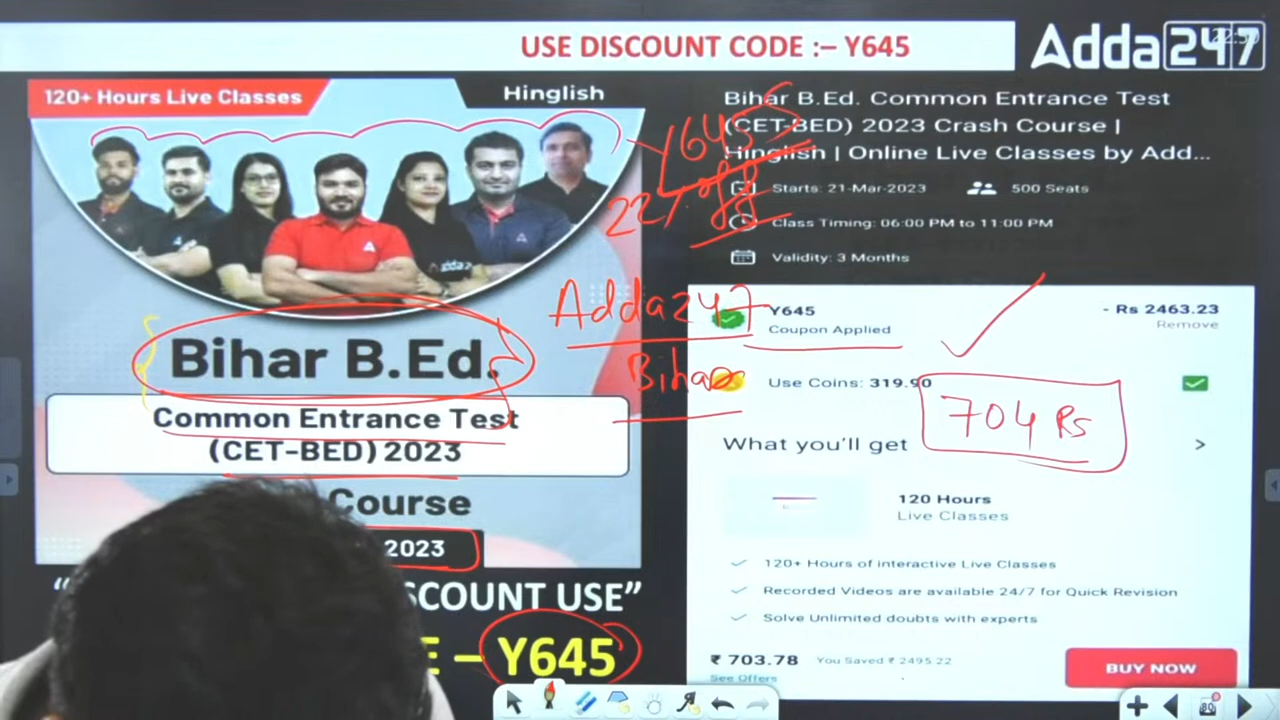 USE DISCOUNT CODE :– Y645
Adda247
120+ Hours Live Classes
Hinglish
Bihar B.Ed.
Common Entrance Test
(CET-BED) 2023
Course
2023
SCOUNT USE”
E – Y645
Y645
22% off
Adda247
Bihar
704 Rs
Bihar B.Ed. Common Entrance Test
(CET-BED) 2023 Crash Course |
Hinglish | Online Live Classes by Add...
Starts: 21-Mar-2023
500 Seats
Class Timing: 06:00 PM to 11:00 PM
Validity: 3 Months
Y645
- Rs 2463.23
Coupon Applied
Remove
Use Coins: 319.90
What you'll get
>
120 Hours
Live Classes
120+ Hours of interactive Live Classes
Recorded Videos are available 24/7 for Quick Revision
Solve Unlimited doubts with experts
₹ 703.78
You Saved ₹ 2495.22
See Offers
BUY NOW
80